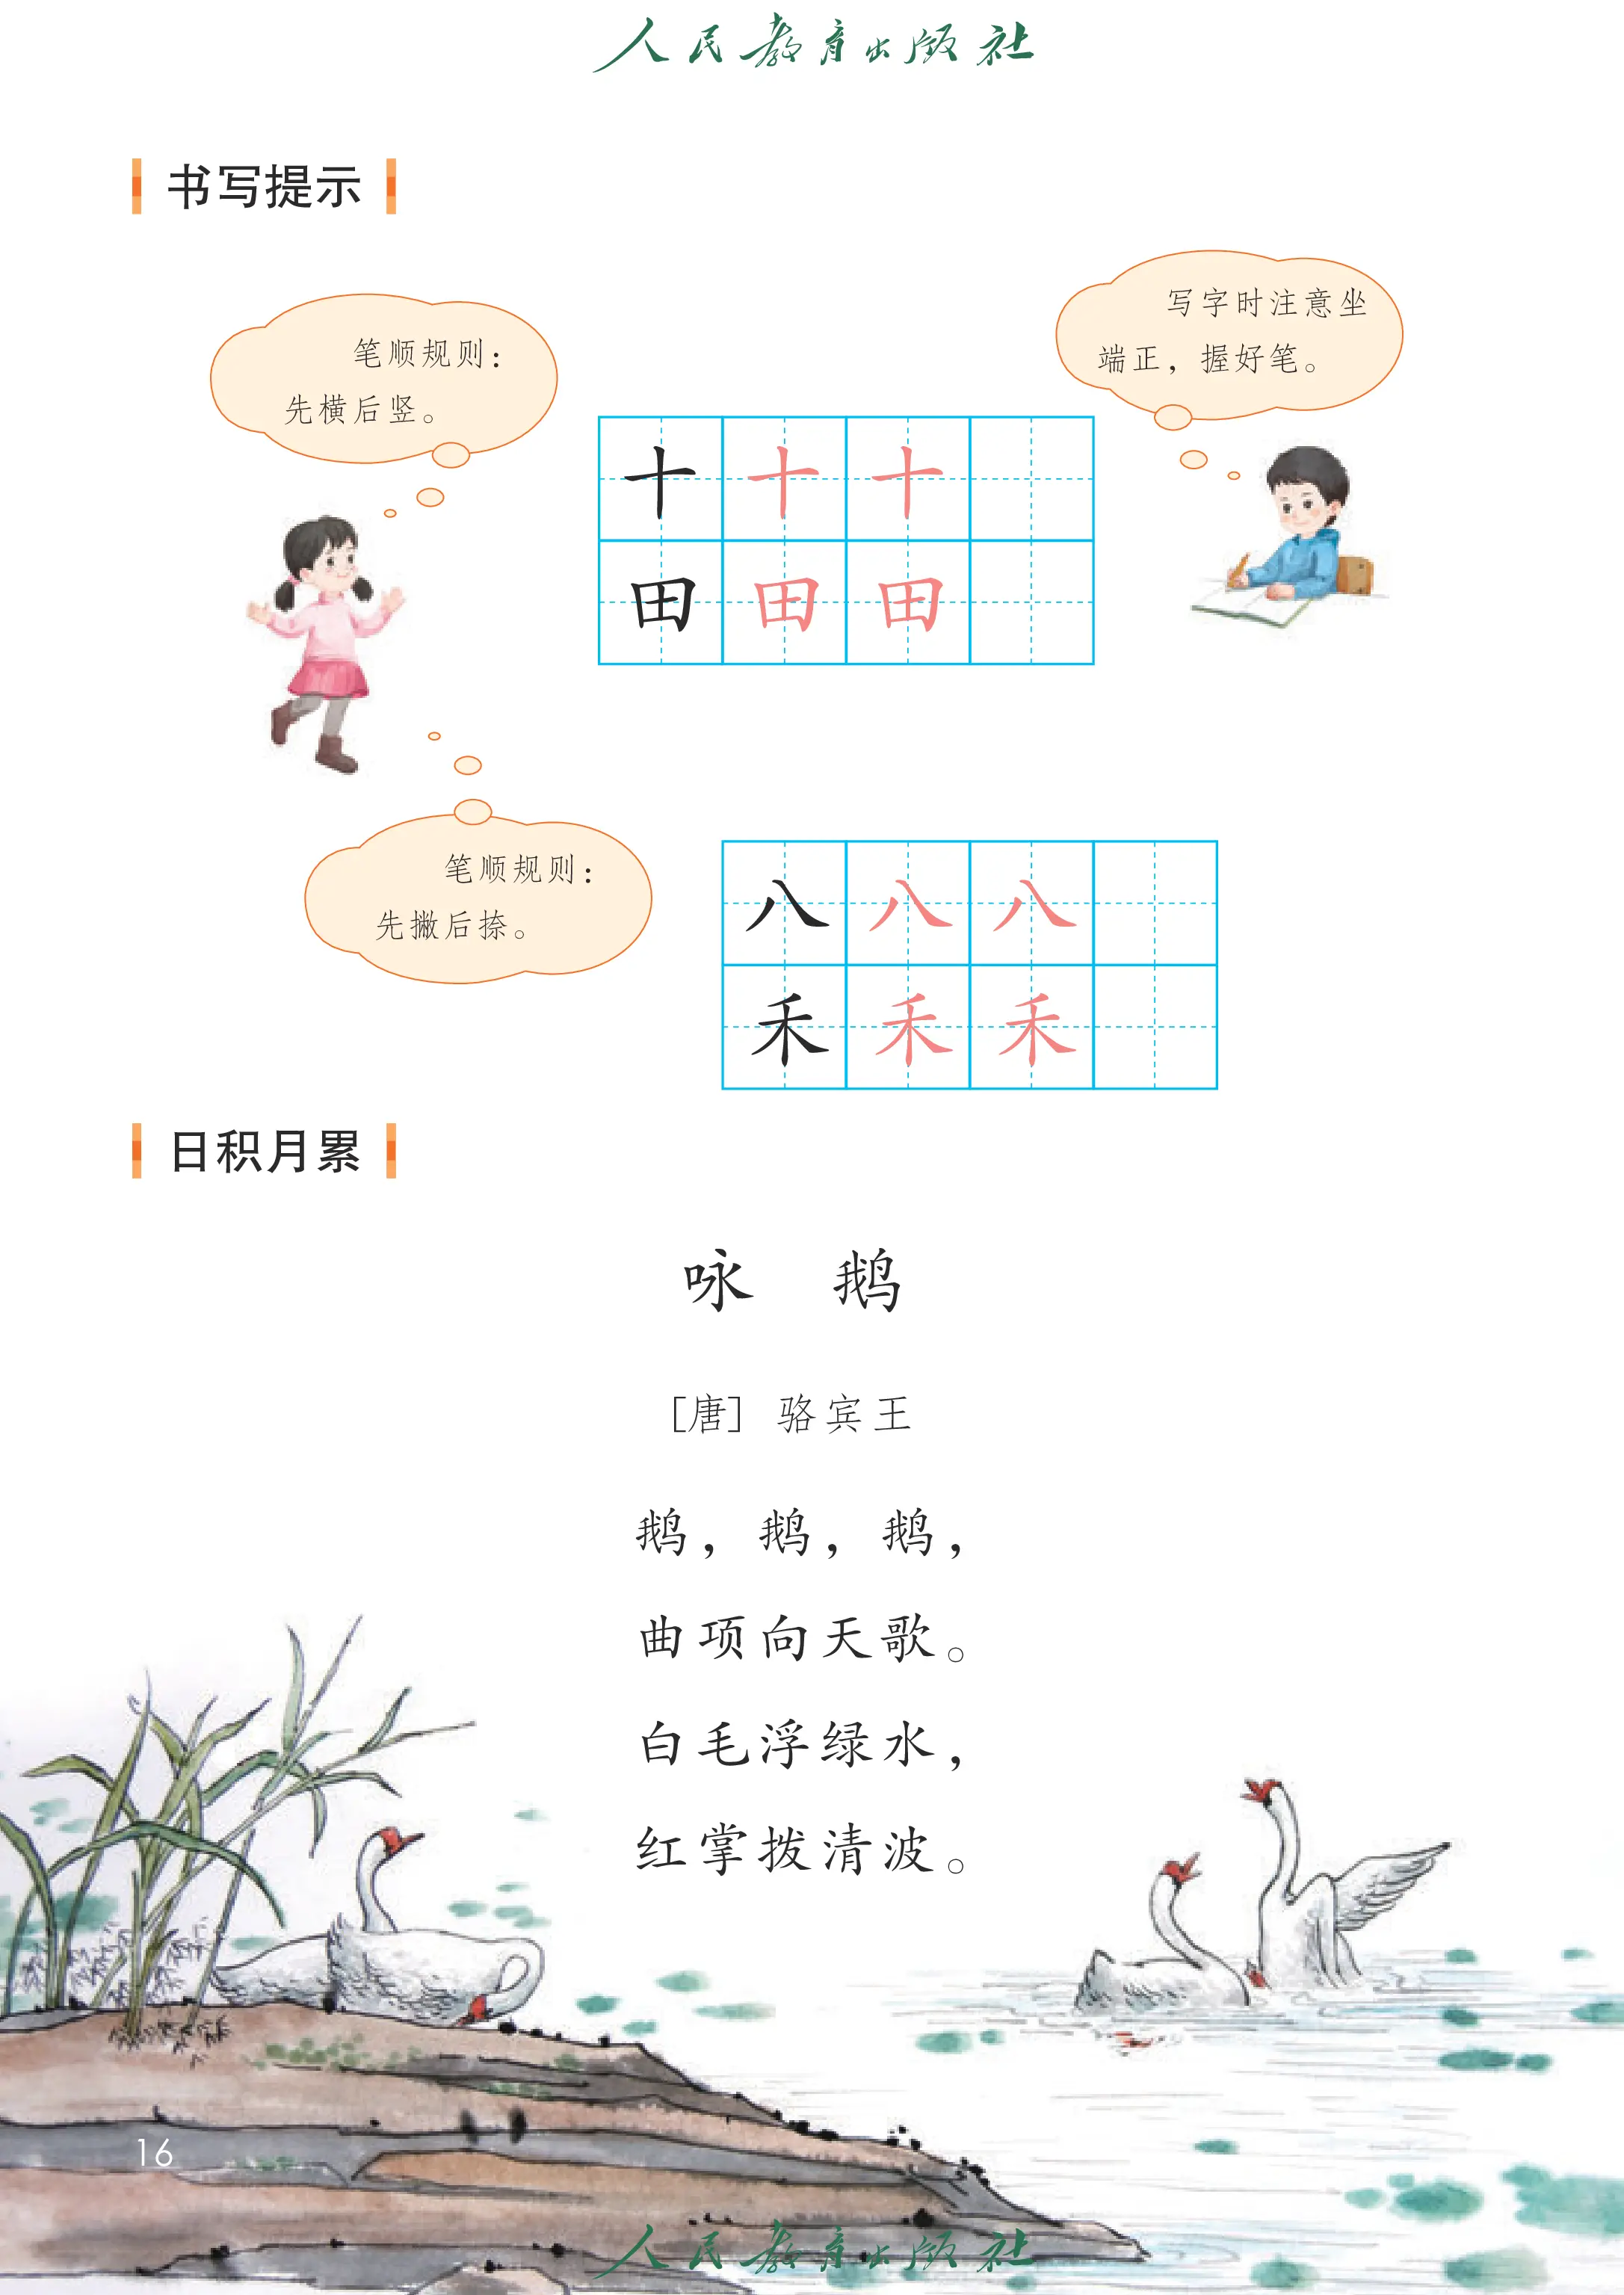 人民教育出版社
书写提示
笔顺规则：
先横后竖。
写字时注意坐
端正，握好笔。
十 十 十
田 田 田
笔顺规则：
先撇后捺。
八 八 八
禾 禾 禾
日积月累
咏 鹅
[唐] 骆宾王
鹅，鹅，鹅，
曲项向天歌。
白毛浮绿水，
红掌拨清波。
16
人民教育出版社